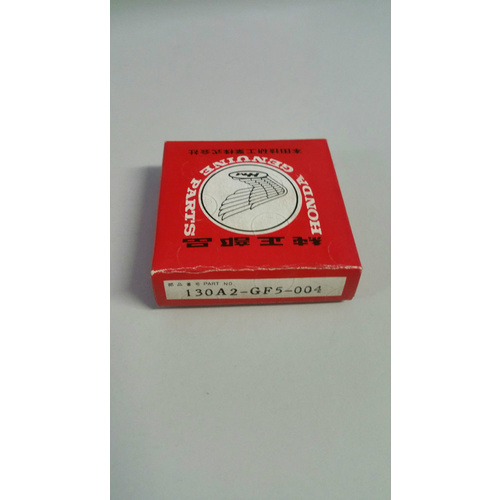 純正部品
HONDA GENUINE PARTS
HM
本田技研工業株式会社
部品番号 PART NO.
130A2-GF5-004